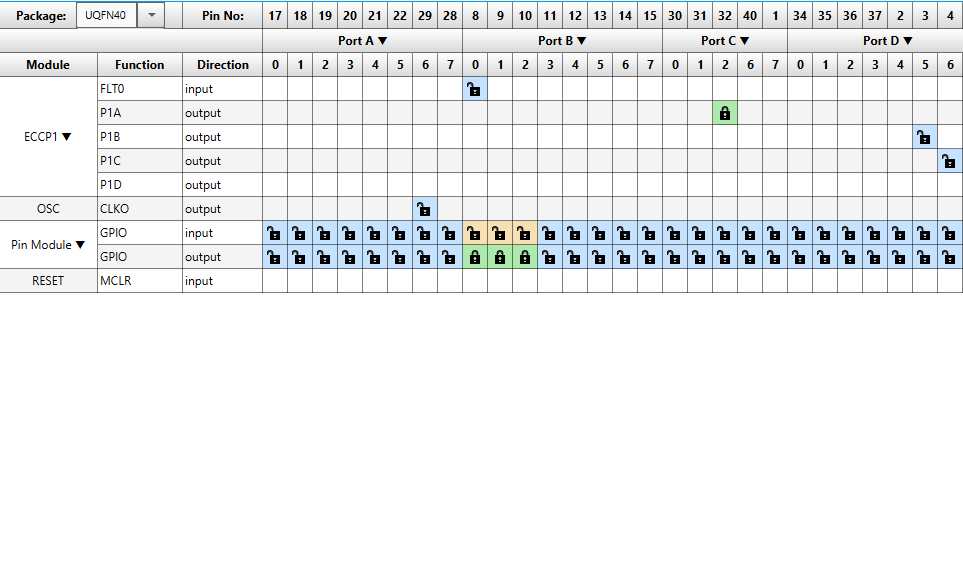 Package: UQFN40 Pin No: 17 18 19 20 21 22 29 28 8 9 10 11 12 13 14 15 30 31 32 40 1 34 35 36 37 2 3 4
Port A ▼ Port B ▼ Port C ▼ Port D ▼
Module Function Direction 0 1 2 3 4 5 6 7 0 1 2 3 4 5 6 7 0 1 2 6 7 0 1 2 3 4 5 6
FLT0 input
P1A output
ECCP1 ▼ P1B output
P1C output
P1D output
OSC CLKO output
GPIO input
Pin Module ▼
GPIO output
RESET MCLR input